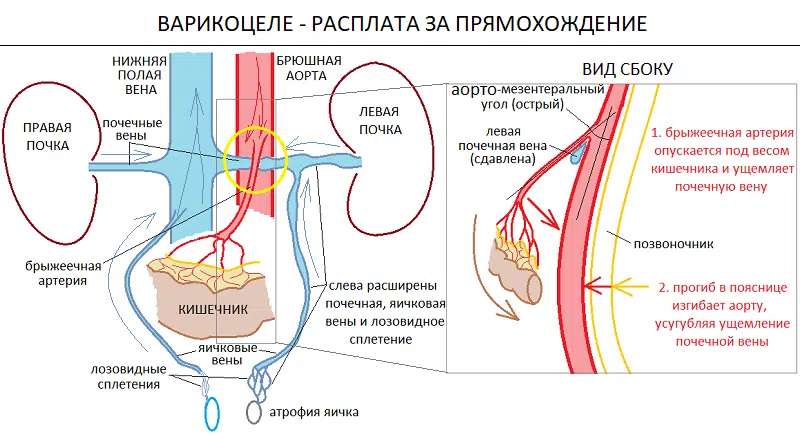 ВАРИКОЦЕЛЕ - РАСПЛАТА ЗА ПРЯМОХОЖДЕНИЕ
НИЖНЯЯ
ПОЛАЯ
ВЕНА
БРЮШНАЯ
АОРТА
ПРАВАЯ
ПОЧКА
почечные
вены
ЛЕВАЯ
ПОЧКА
брыжеечная
артерия
КИШЕЧНИК
слева расширены
почечная, яичковая
вены и лозовидное
сплетение
яичковые
вены
лозовидные
сплетения
атрофия яичка
ВИД СБОКУ
аорто-мезентеральный
угол (острый)
левая
почечная вена
(сдавлена)
1. брыжеечная артерия
опускается под весом
кишечника и ущемляет
почечную вену
позвоночник
2. прогиб в пояснице
изгибает аорту,
усугубляя ущемление
почечной вены